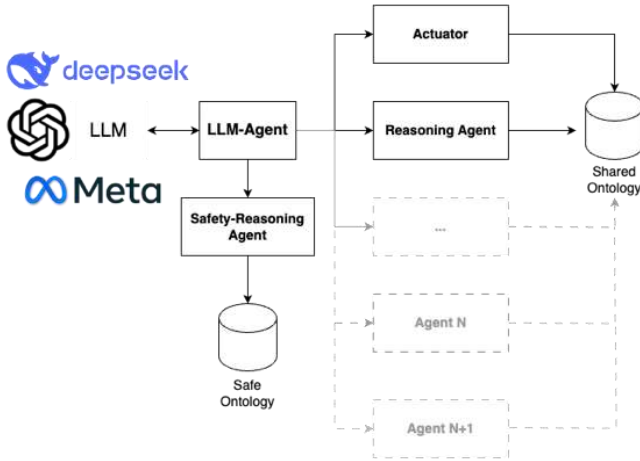 Actuator
deepseek
LLM
LLM-Agent
Reasoning Agent
Shared
Ontology
Meta
Safety-Reasoning
Agent
...
Agent N
Safe
Ontology
Agent N+1